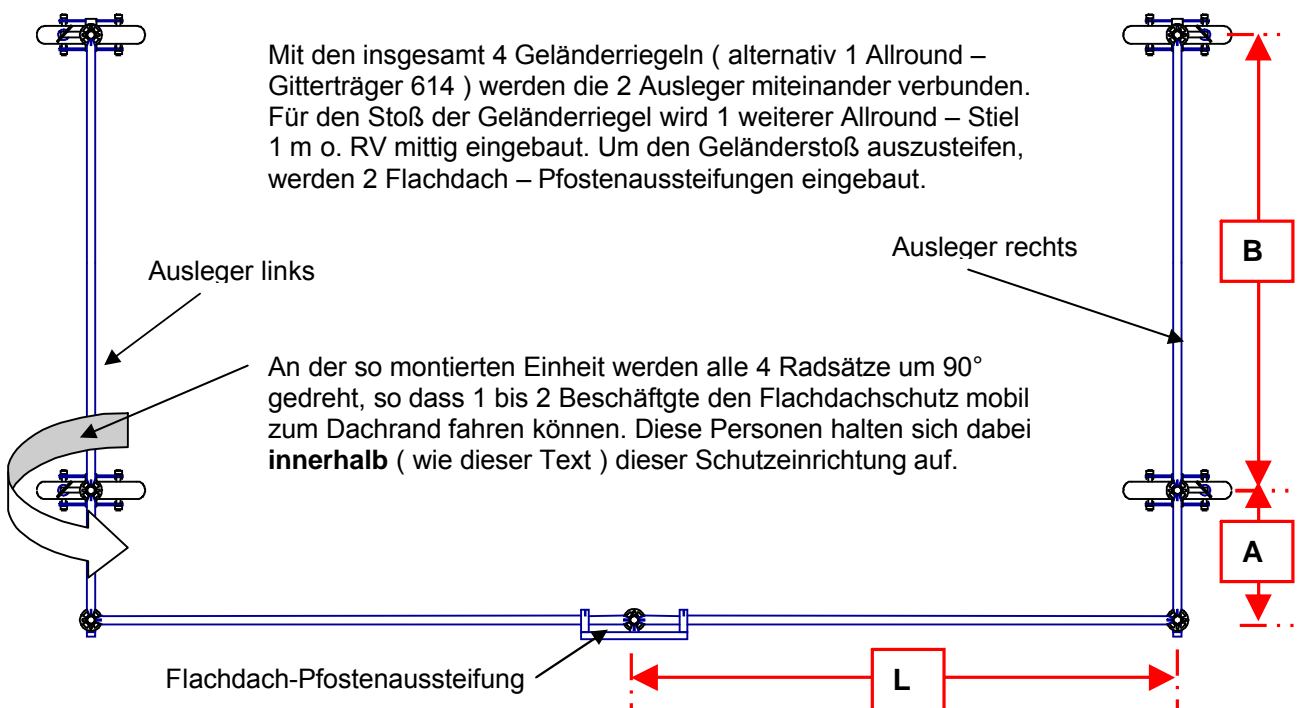 Mit den insgesamt 4 Geländerriegeln ( alternativ 1 Allround –
Gitterträger 614 ) werden die 2 Ausleger miteinander verbunden.
Für den Stoß der Geländerriegel wird 1 weiterer Allround – Stiel
1 m o. RV mittig eingebaut. Um den Geländerstoß auszusteifen,
werden 2 Flachdach – Pfostenaussteifungen eingebaut.
Ausleger links
Ausleger rechts
B
An der so montierten Einheit werden alle 4 Radsätze um 90°
gedreht, so dass 1 bis 2 Beschäftgte den Flachdachschutz mobil
zum Dachrand fahren können. Diese Personen halten sich dabei
innerhalb ( wie dieser Text ) dieser Schutzeinrichtung auf.
A
Flachdach-Pfostenaussteifung
L